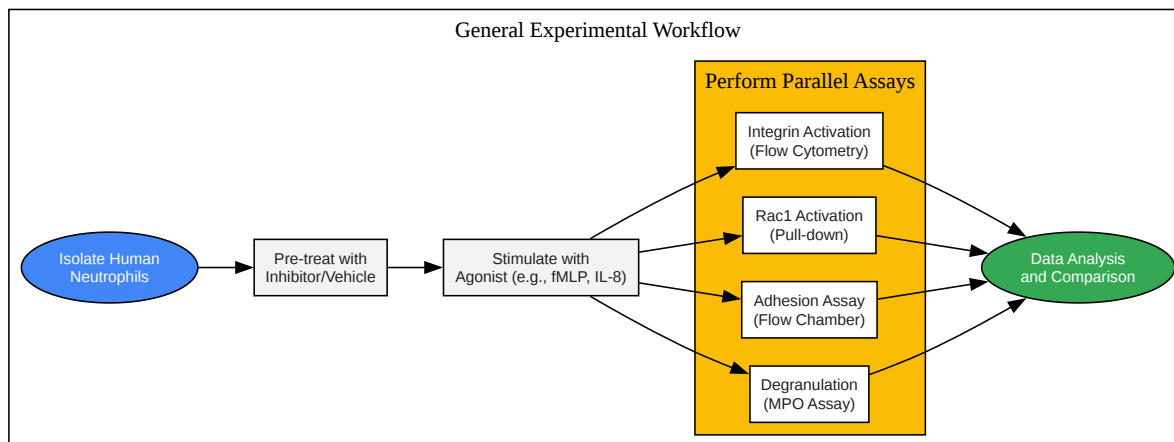 General Experimental Workflow
Perform Parallel Assays
Isolate Human
Neutrophils
Pre-treat with
Inhibitor/Vehicle
Stimulate with
Agonist (e.g., fMLP, IL-8)
Integrin Activation
(Flow Cytometry)
Rac1 Activation
(Pull-down)
Adhesion Assay
(Flow Chamber)
Degranulation
(MPO Assay)
Data Analysis
and Comparison